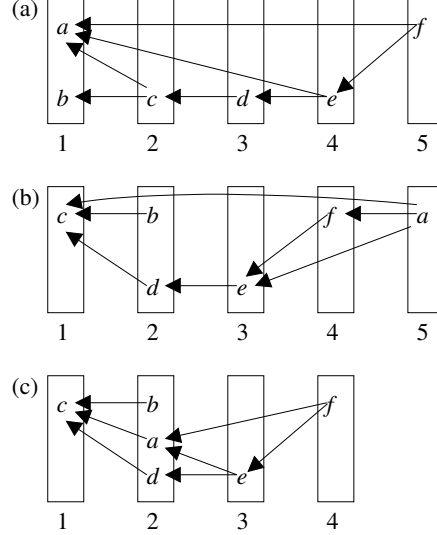 (a) a f
b c d e
1 2 3 4 5
(b) c b f a
d e
1 2 3 4 5
(c) c b f
a
d e
1 2 3 4